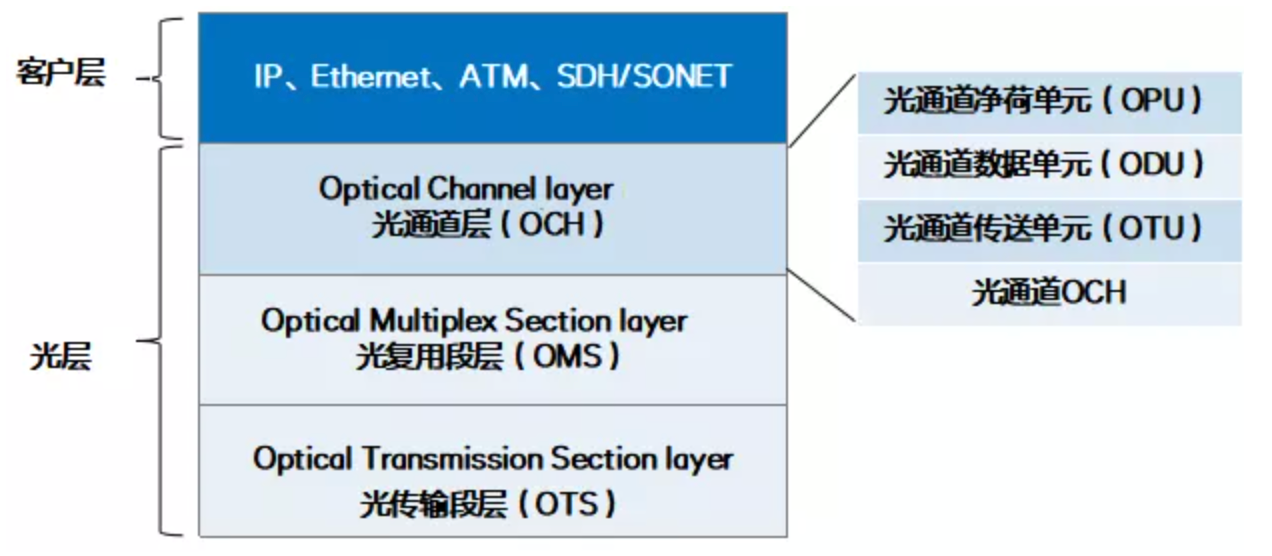 客户层
IP、Ethernet、ATM、SDH/SONET
光层
Optical Channel layer
光通道层(OCH)
Optical Multiplex Section layer
光复用段层(OMS)
Optical Transmission Section layer
光传输段层(OTS)
光通道净荷单元(OPU)
光通道数据单元(ODU)
光通道传送单元(OTU)
光通道OCH